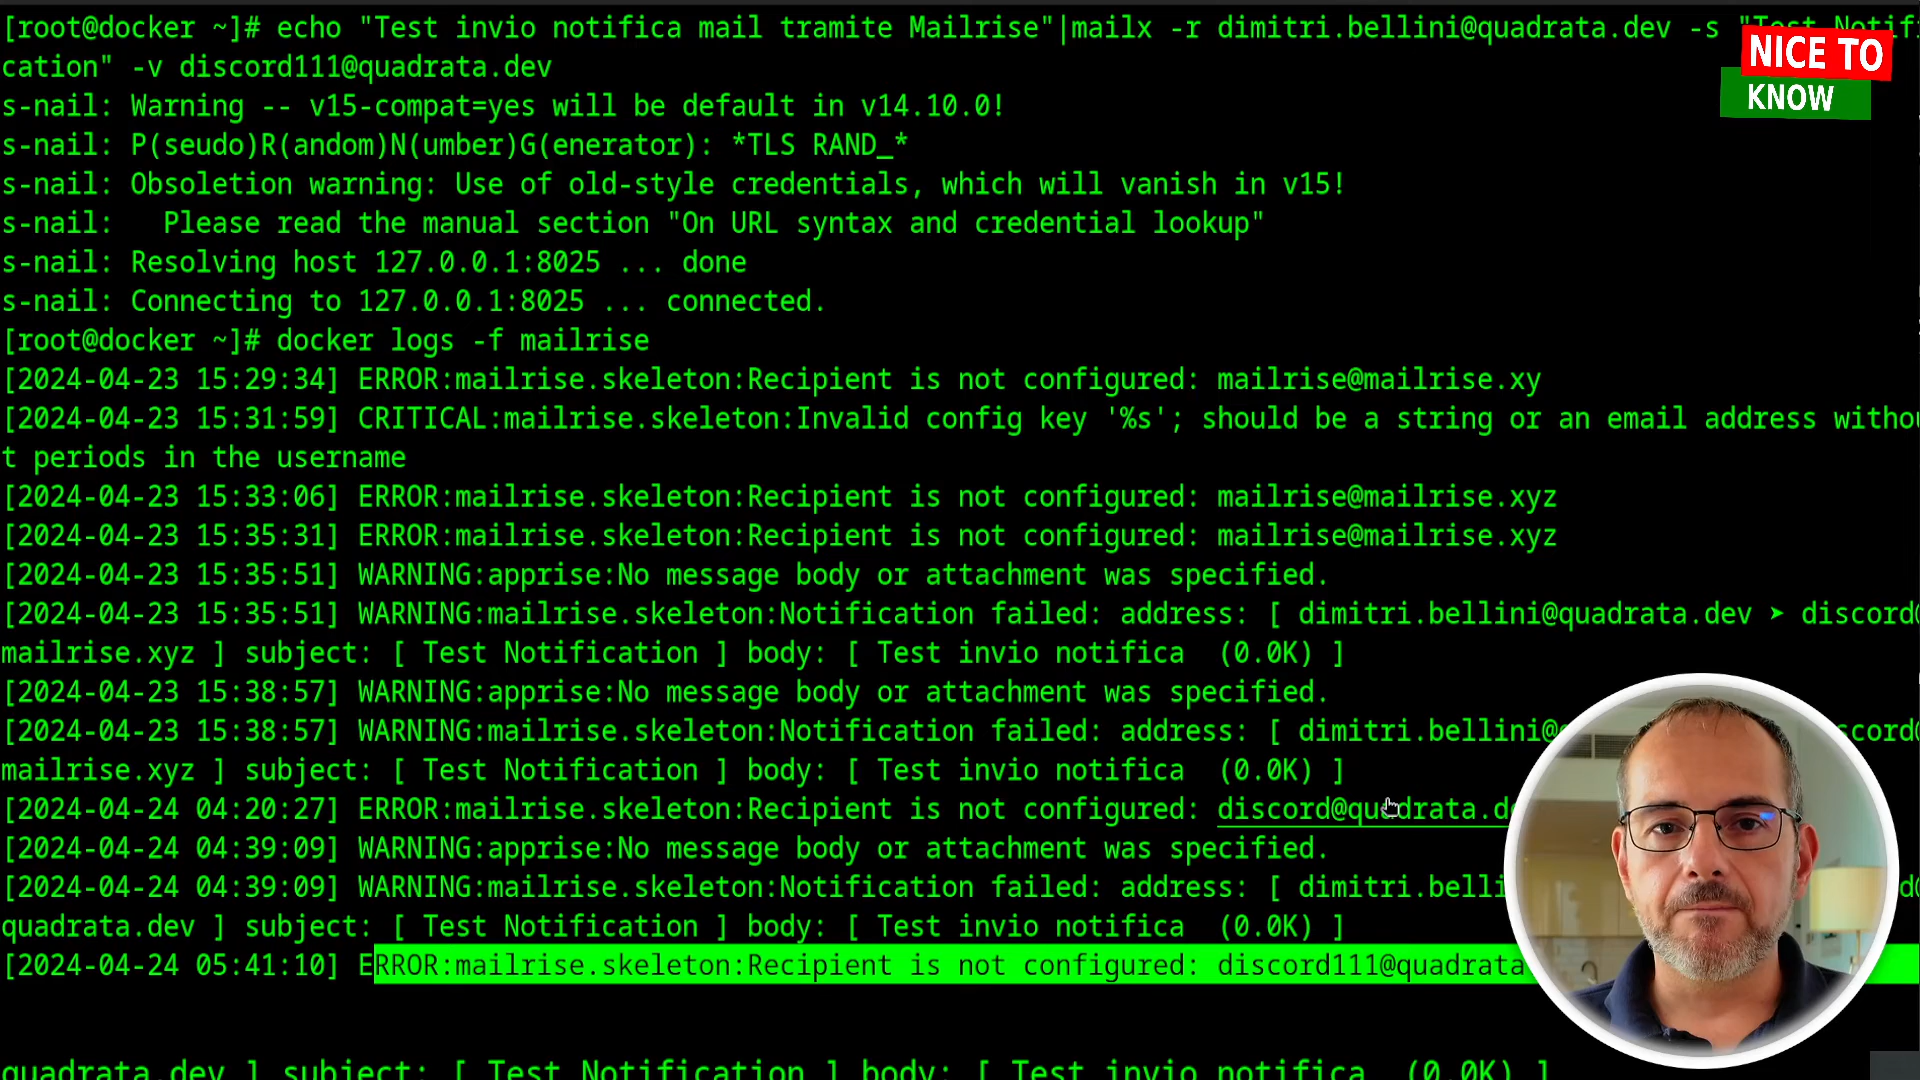 [root@docker ~]# echo "Test invio notifica mail tramite Mailrise"|mailx -r dimitri.bellini@quadrata.dev -s "Test Notifi
cation" -v discord111@quadrata.dev
NICE TO
KNOW
s-nail: Warning -- v15-compat=yes will be default in v14.10.0!
s-nail: P(seudo)R(andom)N(umber)G(enerator): *TLS RAND_*
s-nail: Obsoletion warning: Use of old-style credentials, which will vanish in v15!
s-nail:   Please read the manual section "On URL syntax and credential lookup"
s-nail: Resolving host 127.0.0.1:8025 ... done
s-nail: Connecting to 127.0.0.1:8025 ... connected.
[root@docker ~]# docker logs -f mailrise
[2024-04-23 15:29:34] ERROR:mailrise.skeleton:Recipient is not configured: mailrise@mailrise.xy
[2024-04-23 15:31:59] CRITICAL:mailrise.skeleton:Invalid config key '%s'; should be a string or an email address withou
t periods in the username
[2024-04-23 15:33:06] ERROR:mailrise.skeleton:Recipient is not configured: mailrise@mailrise.xyz
[2024-04-23 15:35:31] ERROR:mailrise.skeleton:Recipient is not configured: mailrise@mailrise.xyz
[2024-04-23 15:35:51] WARNING:apprise:No message body or attachment was specified.
[2024-04-23 15:35:51] WARNING:mailrise.skeleton:Notification failed: address: [ dimitri.bellini@quadrata.dev ➤ discord@
mailrise.xyz ] subject: [ Test Notification ] body: [ Test invio notifica  (0.0K) ]
[2024-04-23 15:38:57] WARNING:apprise:No message body or attachment was specified.
[2024-04-23 15:38:57] WARNING:mailrise.skeleton:Notification failed: address: [ dimitri.bellini@ scord@
mailrise.xyz ] subject: [ Test Notification ] body: [ Test invio notifica  (0.0K) ]
[2024-04-24 04:20:27] ERROR:mailrise.skeleton:Recipient is not configured: discord@quadrata.de
[2024-04-24 04:39:09] WARNING:apprise:No message body or attachment was specified.
[2024-04-24 04:39:09] WARNING:mailrise.skeleton:Notification failed: address: [ dimitri.belli d@
quadrata.dev ] subject: [ Test Notification ] body: [ Test invio notifica  (0.0K) ]
[2024-04-24 05:41:10] ERROR:mailrise.skeleton:Recipient is not configured: discord111@quadrata
quadrata.dev ] subject: [ Test Notification ] body: [ Test invio notifica  (0.0K) ]